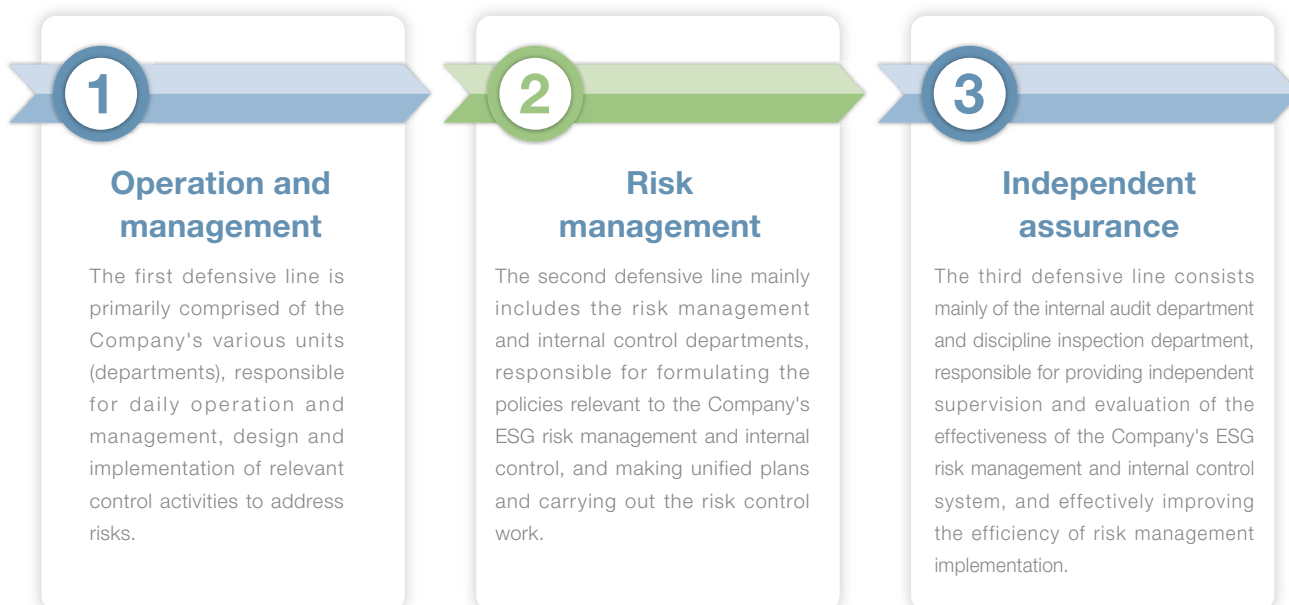 1
Operation and
management
The first defensive line is
primarily comprised of the
Company's various units
(departments), responsible
for daily operation and
management, design and
implementation of relevant
control activities to address
risks.
2
Risk
management
The second defensive line mainly
includes the risk management
and internal control departments,
responsible for formulating the
policies relevant to the Company's
ESG risk management and internal
control, and making unified plans
and carrying out the risk control
work.
3
Independent
assurance
The third defensive line consists
mainly of the internal audit department
and discipline inspection department,
responsible for providing independent
supervision and evaluation of the
effectiveness of the Company's ESG
risk management and internal control
system, and effectively improving
the efficiency of risk management
implementation.